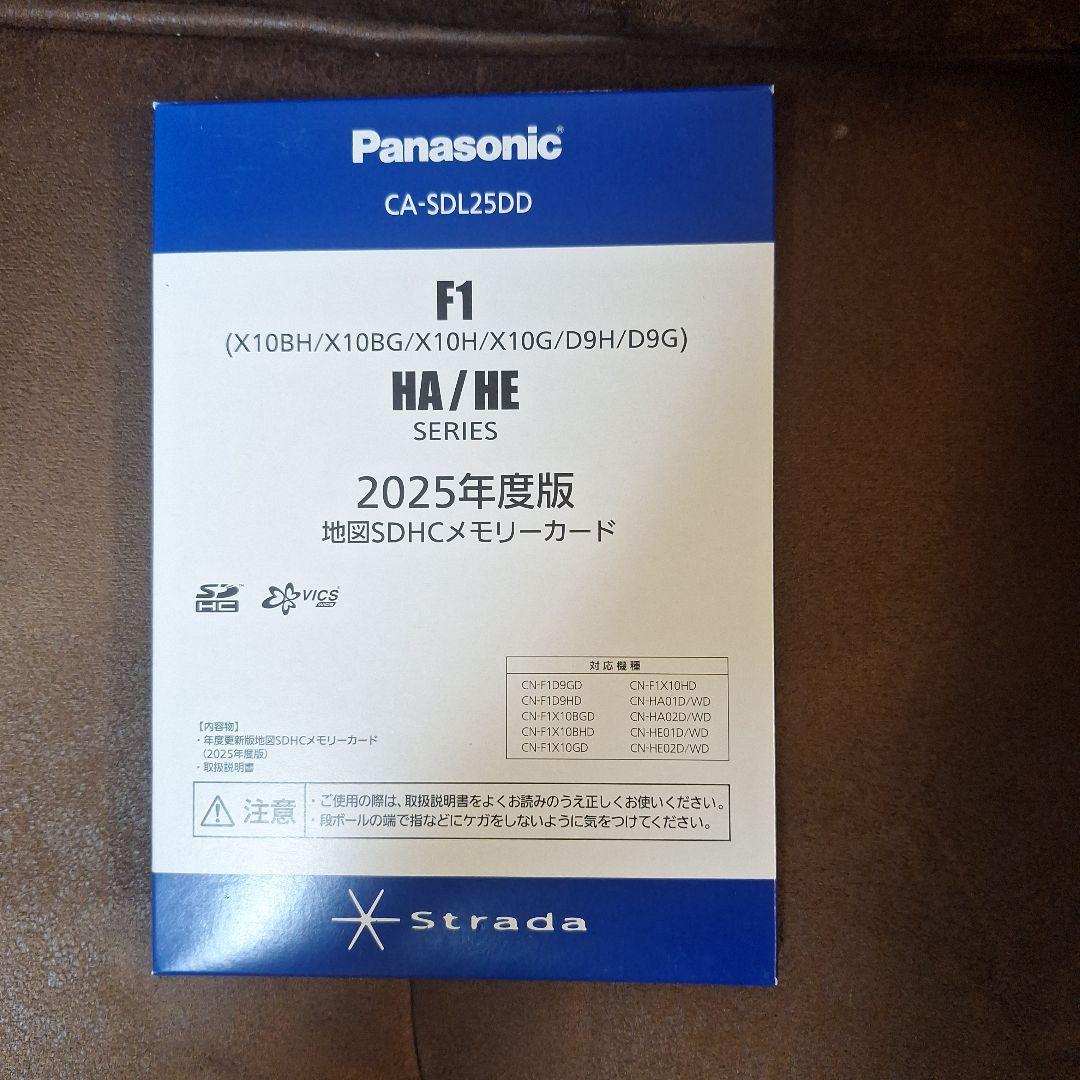 Panasonic®
CA-SDL25DD
F1
(X10BH/X10BG/X10H/X10G/D9H/D9G)
HA/HE
SERIES
2025年度版
地図SDHCメモリーカード
SD™
HC
VICS
対応機種
CN-F1D9GD CN-F1X10HD
CN-F1D9HD CN-HA01D/WD
CN-F1X10BGD CN-HA02D/WD
CN-F1X10BHD CN-HE01D/WD
CN-F1X10GD CN-HE02D/WD
【内容物】
・年度更新版地図SDHCメモリーカード
(2025年度版)
・取扱説明書
注意
・ご使用の際は、取扱説明書をよくお読みのうえ正しくお使いください。
・段ボールの端で指などにケガをしないように気をつけてください。
Strada